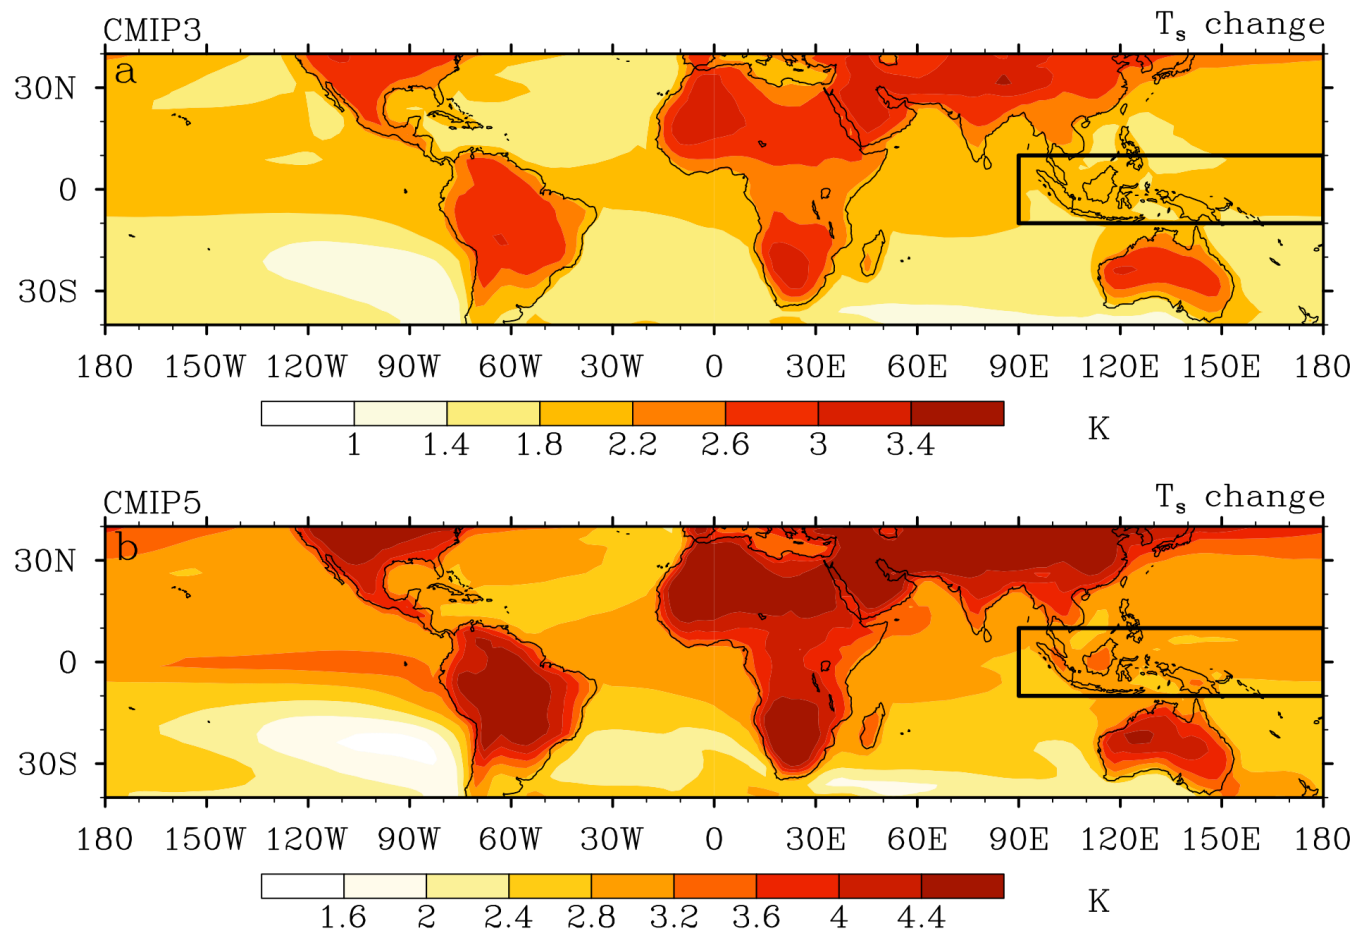 CMIP3 Tₛ change
a
30N
0
30S
180 150W 120W 90W 60W 30W 0 30E 60E 90E 120E 150E 180
1 1.4 1.8 2.2 2.6 3 3.4 K
CMIP5 Tₛ change
b
30N
0
30S
180 150W 120W 90W 60W 30W 0 30E 60E 90E 120E 150E 180
1.6 2 2.4 2.8 3.2 3.6 4 4.4 K